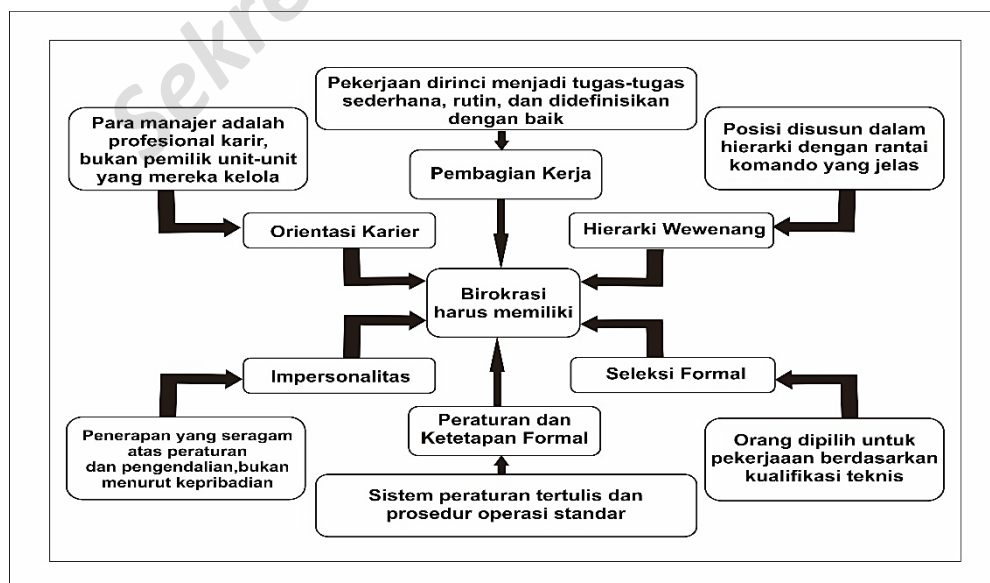 Sekre
Pekerjaan dirinci menjadi tugas-tugas
sederhana, rutin, dan didefinisikan
dengan baik
Para manajer adalah
profesional karir,
bukan pemilik unit-unit
yang mereka kelola
Posisi disusun dalam
hierarki dengan rantai
komando yang jelas
Pembagian Kerja
Orientasi Karier
Hierarki Wewenang
Birokrasi
harus memiliki
Impersonalitas
Seleksi Formal
Peraturan dan
Ketetapan Formal
Penerapan yang seragam
atas peraturan
dan pengendalian,bukan
menurut kepribadian
Orang dipilih untuk
pekerjaaan berdasarkan
kualifikasi teknis
Sistem peraturan tertulis dan
prosedur operasi standar